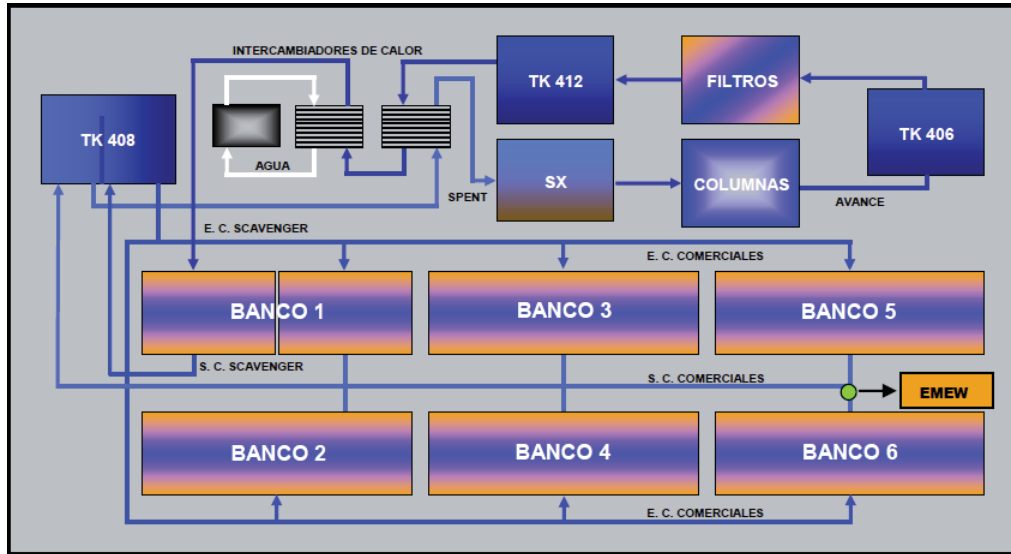 INTERCAMBIADORES DE CALOR
TK 412
FILTROS
TK 408
TK 406
AGUA
SPENT
SX
COLUMNAS
AVANCE
E. C. SCAVENGER
E. C. COMERCIALES
BANCO 1
BANCO 3
BANCO 5
S. C. SCAVENGER
S. C. COMERCIALES
EMEW
BANCO 2
BANCO 4
BANCO 6
E. C. COMERCIALES